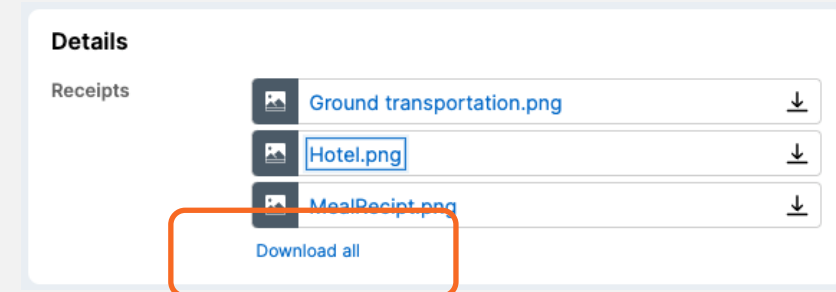 Details
Receipts
Ground transportation.png
Hotel.png
MealRecipt.png
Download all